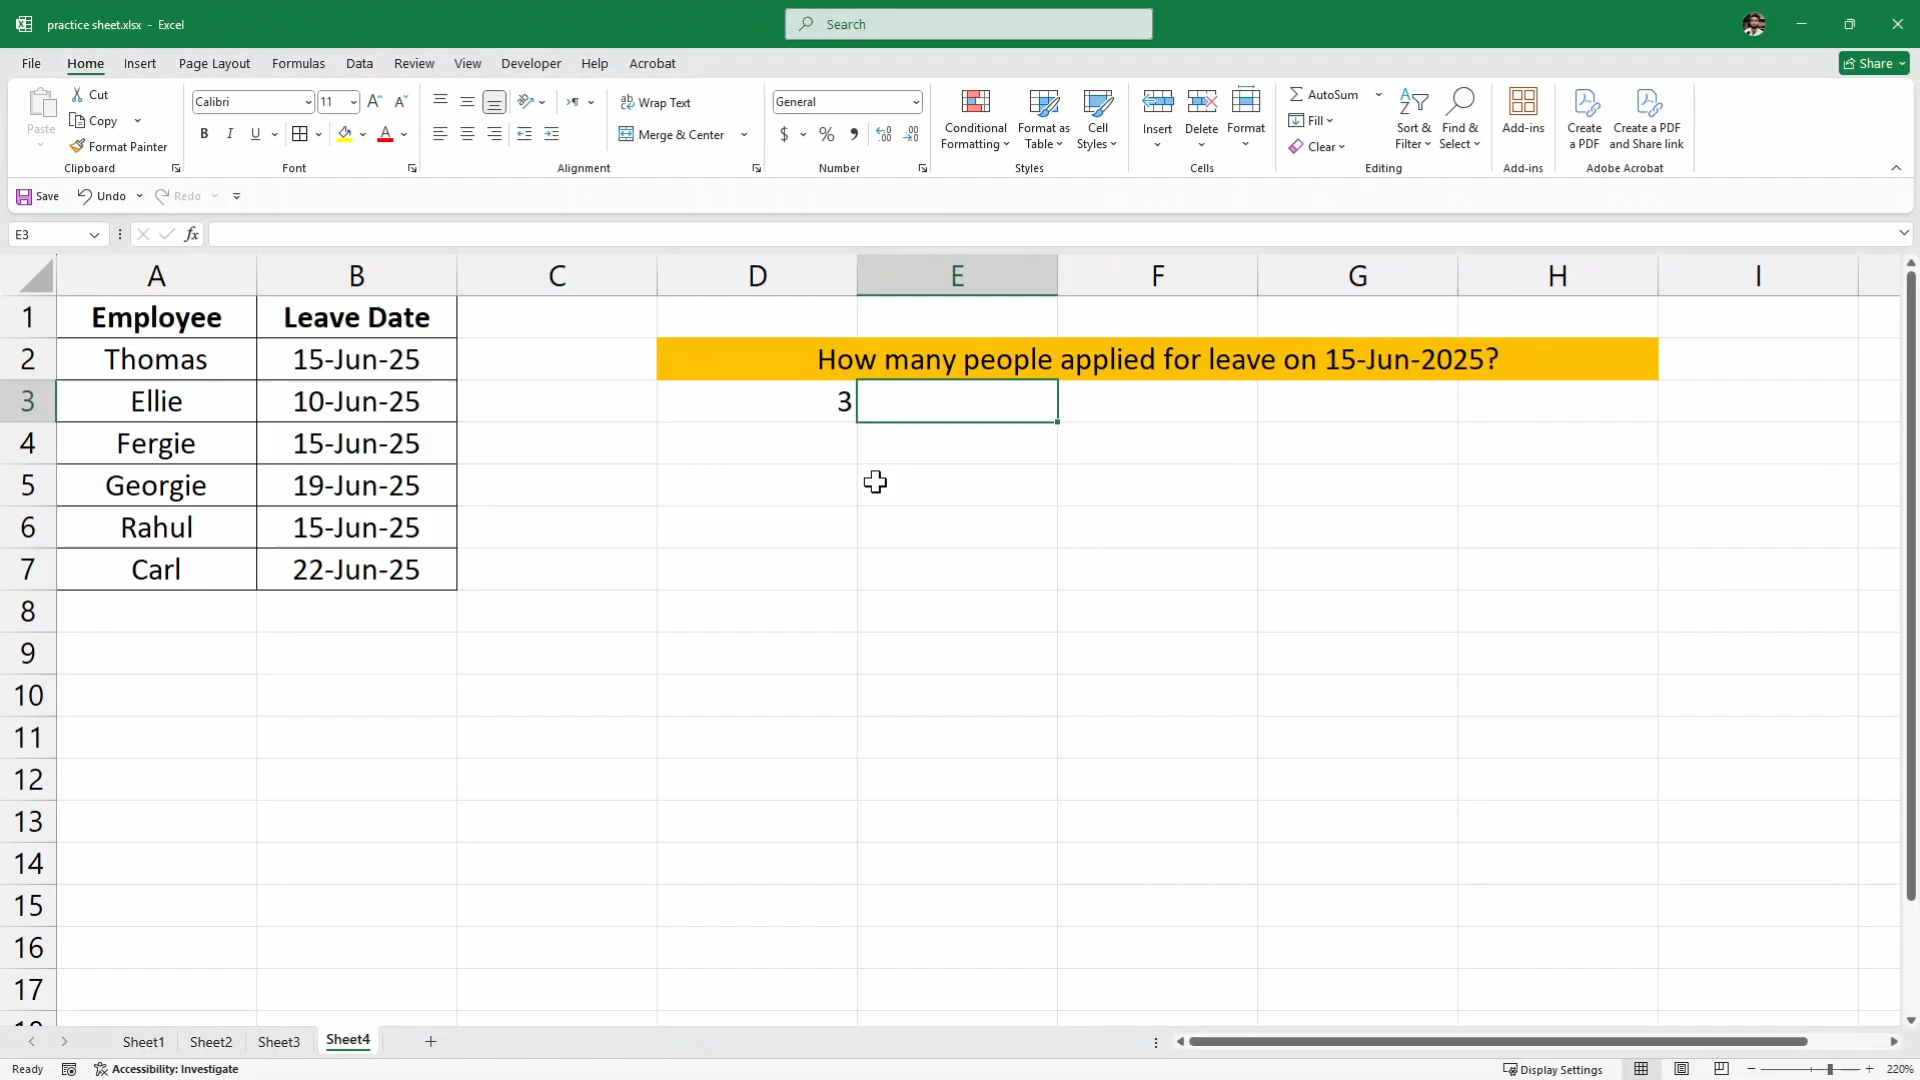 practice sheet.xlsx - Excel
Search
File Home Insert Page Layout Formulas Data Review View Developer Help Acrobat
Share
Paste
Cut
Copy
Format Painter
Clipboard
Calibri 11
B I U
Font
Wrap Text
Merge & Center
Alignment
General
$ % ,
Number
Conditional Formatting
Format as Table
Cell Styles
Styles
Insert
Delete
Format
Cells
AutoSum
Fill
Clear
Sort & Filter
Find & Select
Editing
Add-ins
Add-ins
Create a PDF
Create a PDF and Share link
Adobe Acrobat
Save Undo Redo
E3 fx
A B C D E F G H I
1 Employee Leave Date
2 Thomas 15-Jun-25 How many people applied for leave on 15-Jun-2025?
3 Ellie 10-Jun-25 3
4 Fergie 15-Jun-25
5 Georgie 19-Jun-25
6 Rahul 15-Jun-25
7 Carl 22-Jun-25
8
9
10
11
12
13
14
15
16
17
Sheet1 Sheet2 Sheet3 Sheet4
Ready Accessibility: Investigate Display Settings 220%